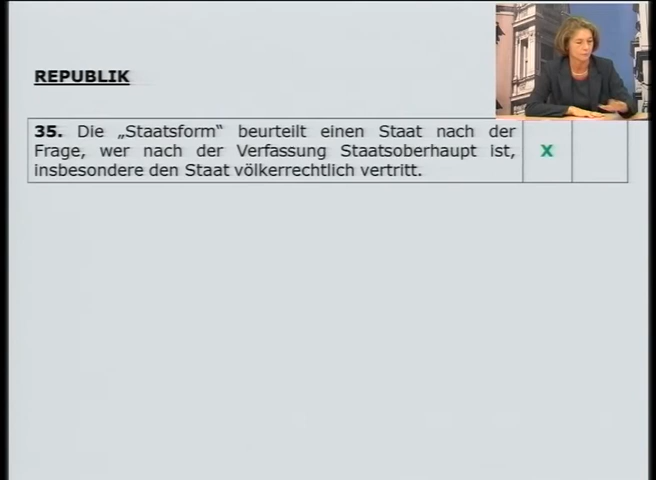 REPUBLIK
35. Die „Staatsform“ beurteilt einen Staat nach der
Frage, wer nach der Verfassung Staatsoberhaupt ist,
insbesondere den Staat völkerrechtlich vertritt.
X